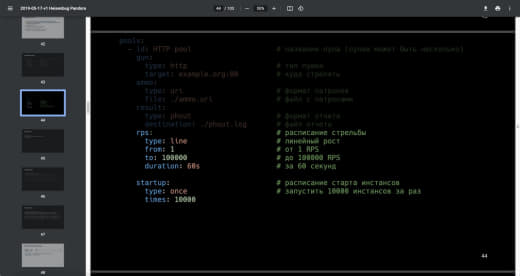 2019-05-17-v1 Heisenbug Pandora
44 / 103
50%
42
43
44
45
46
47
48
pools:
- id: HTTP pool # название пула (пулов может быть несколько)
gun:
type: http # тип пушки
target: example.org:80 # куда стрелять
ammo:
type: uri # формат патронов
file: ./ammo.uri # файл с патронами
result:
type: phout # формат отчета
destination: ./phout.log # файл отчета
rps: # расписание стрельбы
type: line # линейный рост
from: 1 # от 1 RPS
to: 100000 # до 100000 RPS
duration: 60s # за 60 секунд
startup: # расписание старта инстансов
type: once # запустить 10000 инстансов за раз
times: 10000
44